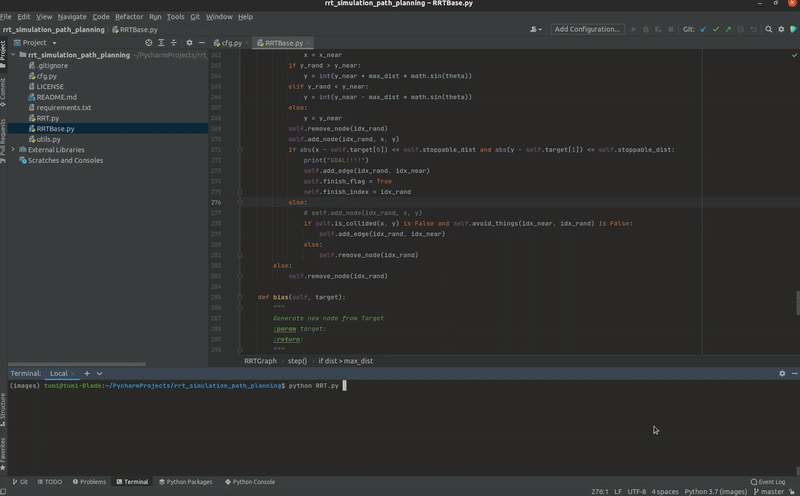 rrt_simulation_path_planning – RRTBase.py
File Edit View Navigate Code Refactor Run Tools Git Window Help
rrt_simulation_path_planning RRTBase.py Add Configuration... Git:
Project
cfg.py RRTBase.py
rrt_simulation_path_planning ~/PycharmProjects/rrt_
.gitignore
cfg.py
LICENSE
README.md
requirements.txt
RRT.py
RRTBase.py
utils.py
External Libraries
Scratches and Consoles
Project
Commit
Pull Requests
262 x = x_near
263 if y_rand > y_near:
264 y = int(y_near + max_dist * math.sin(theta))
265 elif y_rand < y_near:
266 y = int(y_near - max_dist * math.sin(theta))
267 else:
268 y = y_near
269 self.remove_node(idx_rand)
270 self.add_node(idx_rand, x, y)
271 if abs(x - self.target[0]) <= self.stoppable_dist and abs(y - self.target[1]) <= self.stoppable_dist:
272 print("GOAL!!!!")
273 self.add_edge(idx_rand, idx_near)
274 self.finish_flag = True
275 self.finish_index = idx_rand
276 else:
277 # self.add_node(idx_rand, x, y)
278 if self.is_collided(x, y) is False and self.avoid_things(idx_near, idx_rand) is False:
279 self.add_edge(idx_rand, idx_near)
280 else:
281 self.remove_node(idx_rand)
282 else:
283 self.remove_node(idx_rand)
284
285 def bias(self, target):
286 """
287 Generate new node from Target
288 :param target:
289 :return:
290 """
RRTGraph step() if dist > max_dist
Terminal: Local
(images) tuni@tuni-Blade:~/PycharmProjects/rrt_simulation_path_planning$ python RRT.py
Structure
Favorites
Git TODO Problems Terminal Python Packages Python Console Event Log
276:1 LF UTF-8 4 spaces Python 3.7 (images) master